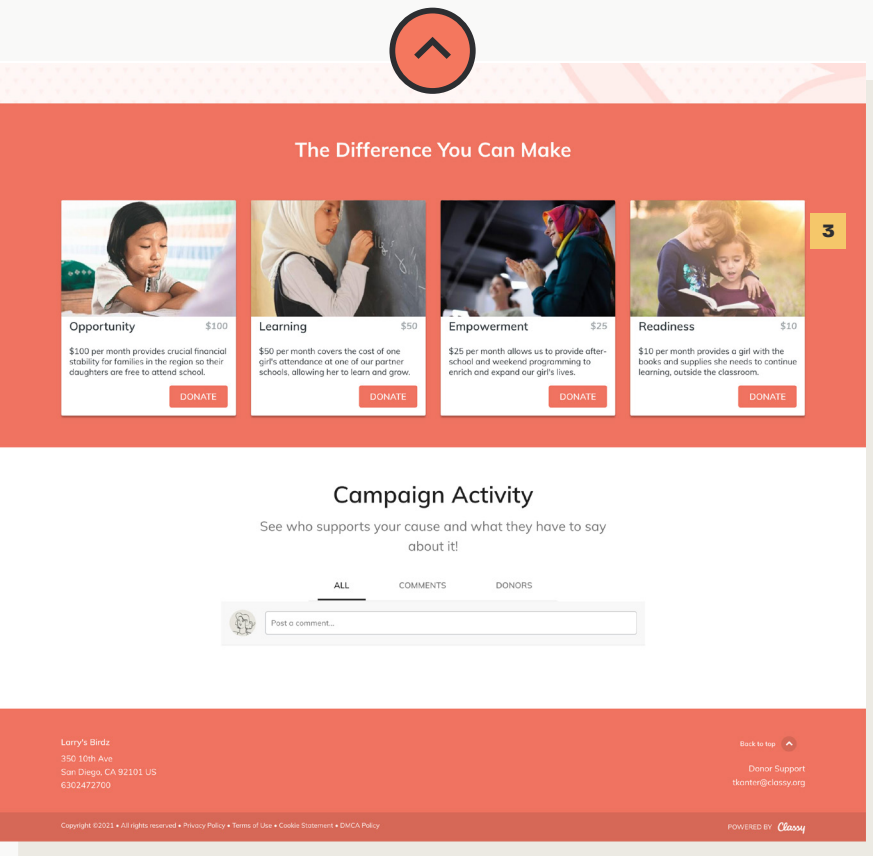 The Difference You Can Make
3
Opportunity $100
$100 per month provides crucial financial
stability for families in the region so their
daughters are free to attend school.
DONATE
Learning $50
$50 per month covers the cost of one
girl's attendance at one of our partner
schools, allowing her to learn and grow.
DONATE
Empowerment $25
$25 per month allows us to provide after-
school and weekend programming to
enrich and expand our girl's lives.
DONATE
Readiness $10
$10 per month provides a girl with the
books and supplies she needs to continue
learning, outside the classroom.
DONATE
Campaign Activity
See who supports your cause and what they have to say
about it!
ALL COMMENTS DONORS
Post a comment...
Larry's Birdz
350 10th Ave
San Diego, CA 92101 US
6302472700
Back to top
Donor Support
tkanter@classy.org
Copyright ©2021 • All rights reserved • Privacy Policy • Terms of Use • Cookie Statement • DMCA Policy
POWERED BY Classy